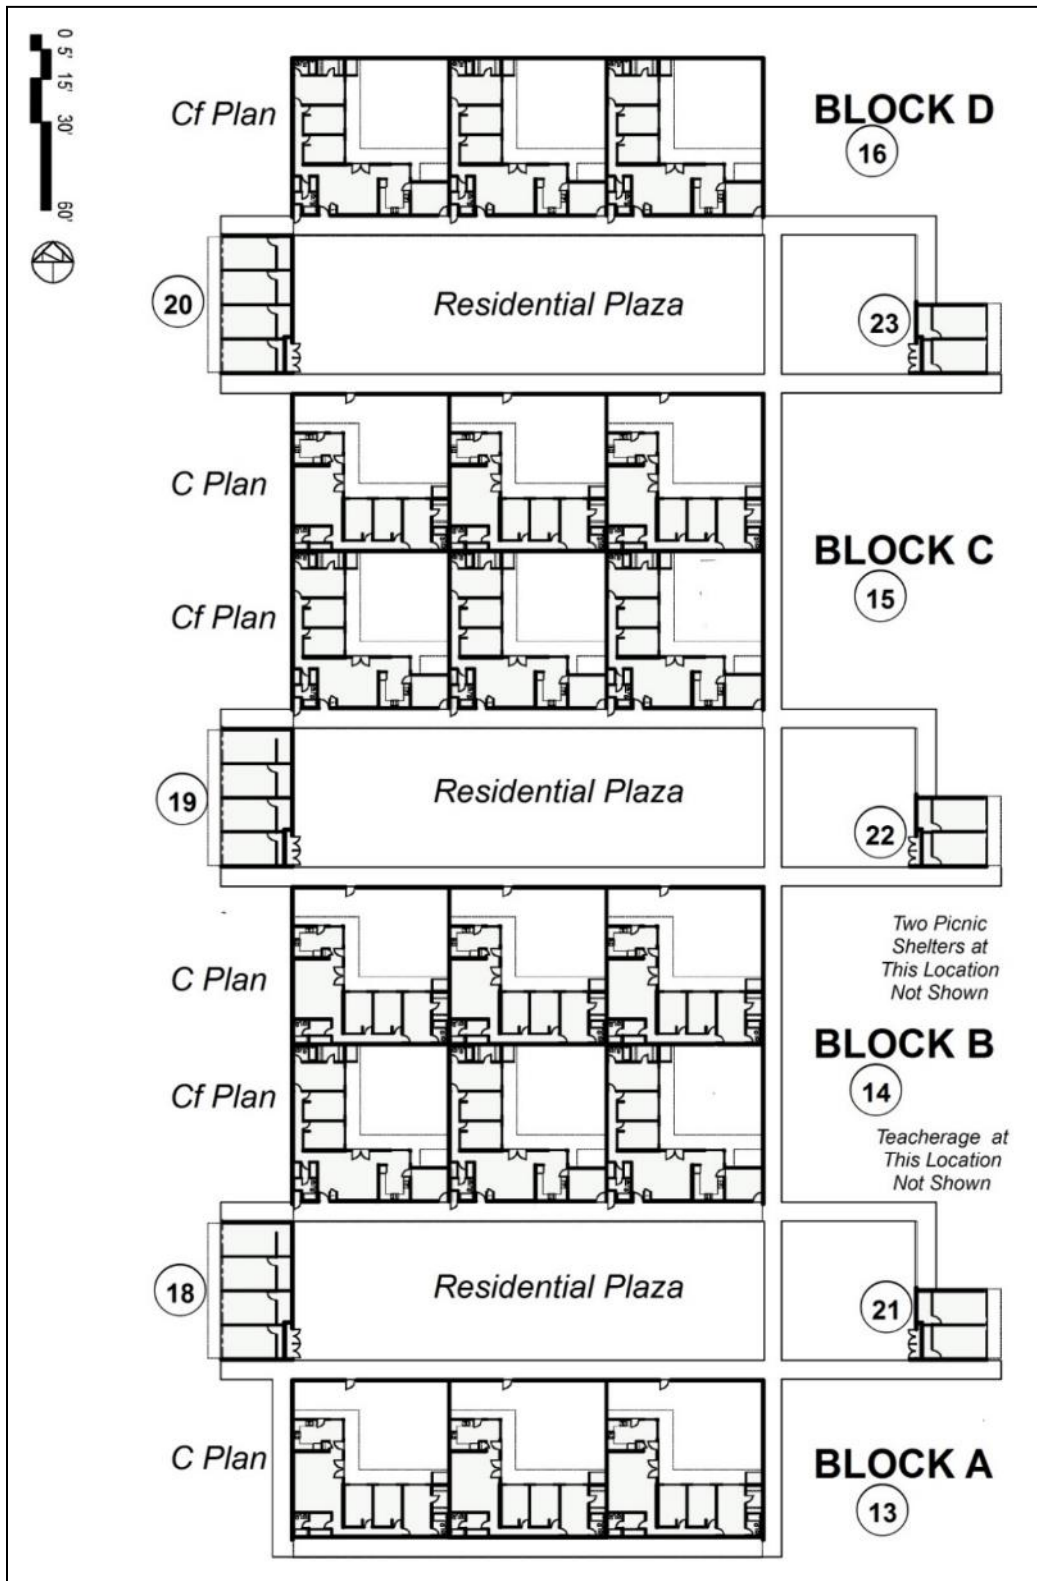 0 5' 15' 30' 60'
Cf Plan
BLOCK D
16
20
Residential Plaza
23
C Plan
BLOCK C
15
Cf Plan
19
Residential Plaza
22
Two Picnic
Shelters at
This Location
Not Shown
C Plan
BLOCK B
14
Cf Plan
Teacherage at
This Location
Not Shown
18
Residential Plaza
21
C Plan
BLOCK A
13